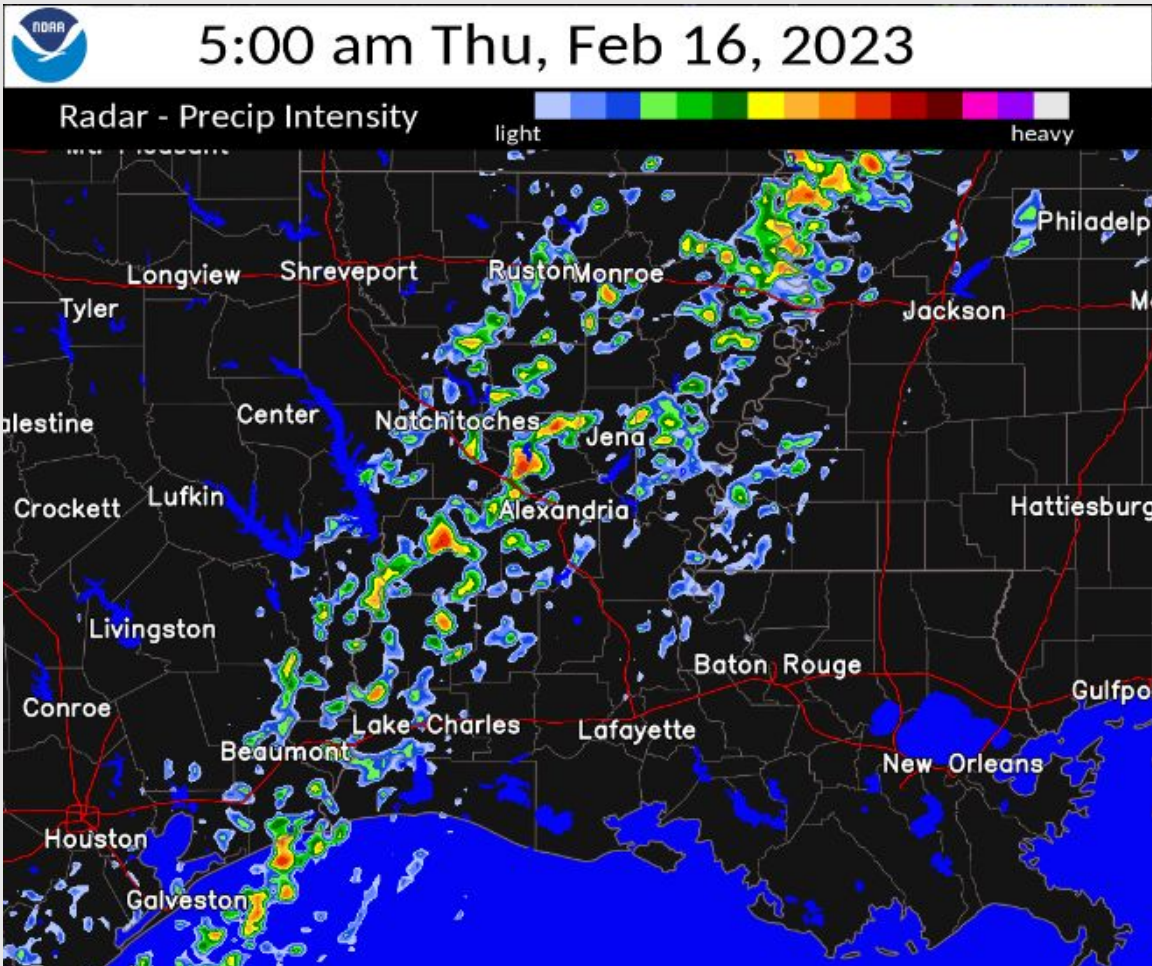 NOAA
5:00 am Thu, Feb 16, 2023
Radar - Precip Intensity
light
heavy
Mt. Pleasant
Philadelp
Longview
Shreveport
Ruston
Monroe
Tyler
Jackson
M
Center
Natchitoches
alestine
Jena
Lufkin
Crockett
Alexandria
Hattiesburg
Livingston
Baton Rouge
Conroe
Gulfpo
Lake Charles
Lafayette
Beaumont
New Orleans
Houston
Galveston